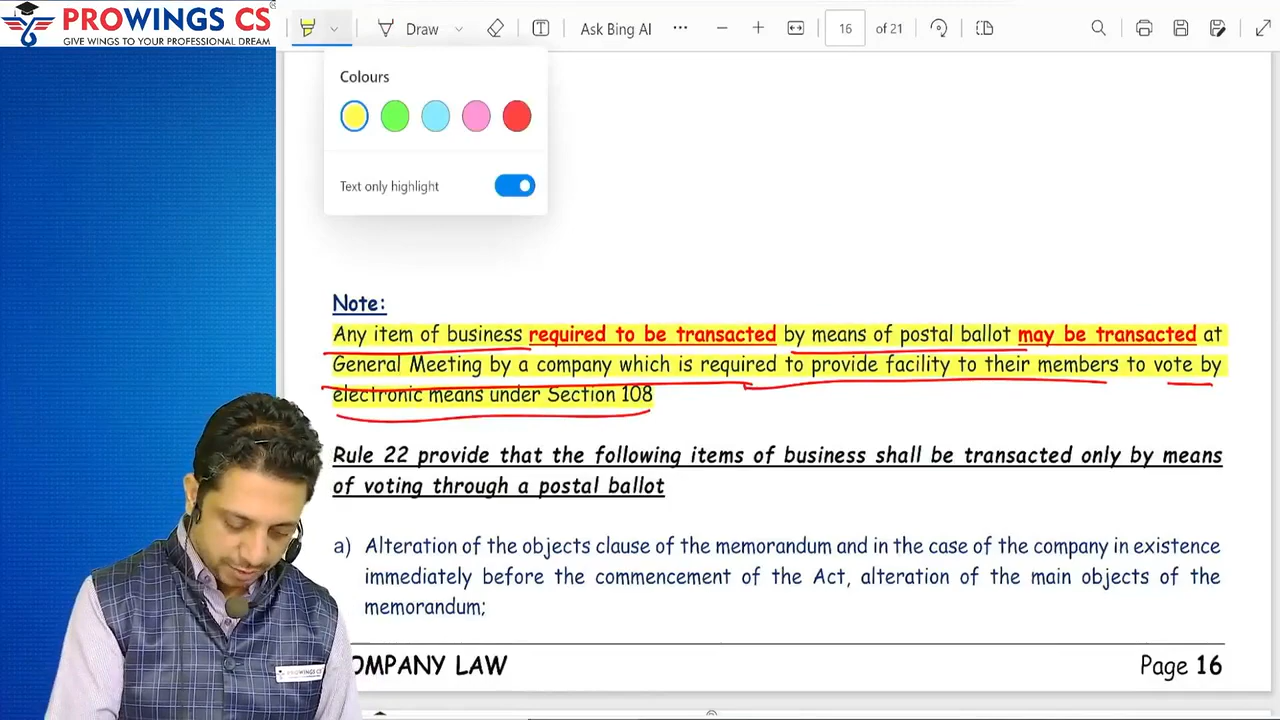 PROWINGS CS
GIVE WINGS TO YOUR PROFESSIONAL DREAM
Draw
Ask Bing AI
16
of 21
Colours
Text only highlight
Note:
Any item of business required to be transacted by means of postal ballot may be transacted at
General Meeting by a company which is required to provide facility to their members to vote by
electronic means under Section 108
Rule 22 provide that the following items of business shall be transacted only by means
of voting through a postal ballot
a) Alteration of the objects clause of the memorandum and in the case of the company in existence
immediately before the commencement of the Act, alteration of the main objects of the
memorandum;
OMPANY LAW
Page 16
PROWINGS CS